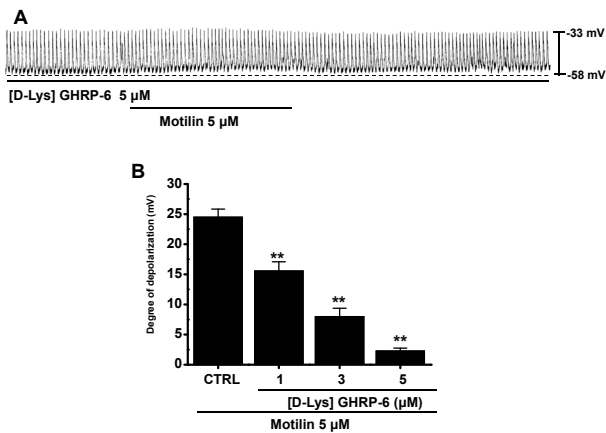 A
-33 mV
-58 mV
[D-Lys] GHRP-6 5 µM
Motilin 5 µM
B
Degree of depolarization (mV)
30
25
20
15
10
5
0
**
**
**
CTRL 1 3 5
[D-Lys] GHRP-6 (µM)
Motilin 5 µM